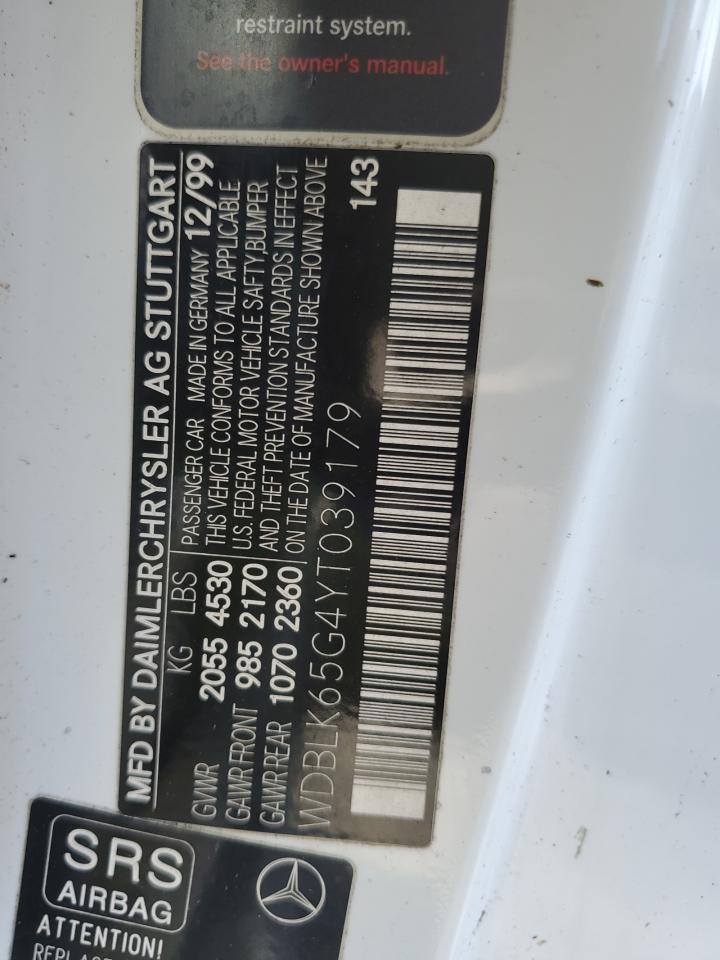 restraint system.
See the owner's manual.
MFD BY DAIMLERCHRYSLER AG STUTTGART
KG LBS
GVWR 2055 4530
GAWR FRONT 985 2170
GAWR REAR 1070 2360
PASSENGER CAR MADE IN GERMANY 12/99
THIS VEHICLE CONFORMS TO ALL APPLICABLE
U.S. FEDERAL MOTOR VEHICLE SAFTY,BUMPER
AND THEFT PREVENTION STANDARDS IN EFFECT
ON THE DATE OF MANUFACTURE SHOWN ABOVE
WDBLK65G4YT039179
143
SRS
AIRBAG
ATTENTION!